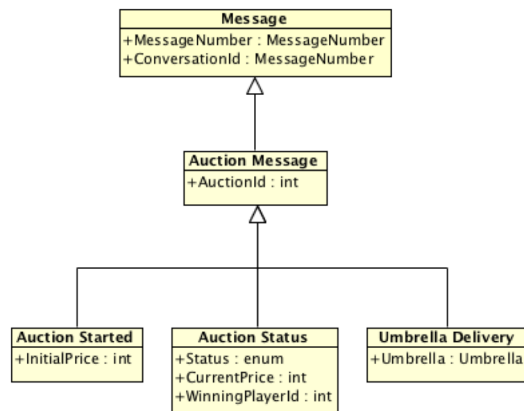 Message
+MessageNumber : MessageNumber
+ConversationId : MessageNumber
Auction Message
+AuctionId : int
Auction Started
+InitialPrice : int
Auction Status
+Status : enum
+CurrentPrice : int
+WinningPlayerId : int
Umbrella Delivery
+Umbrella : Umbrella